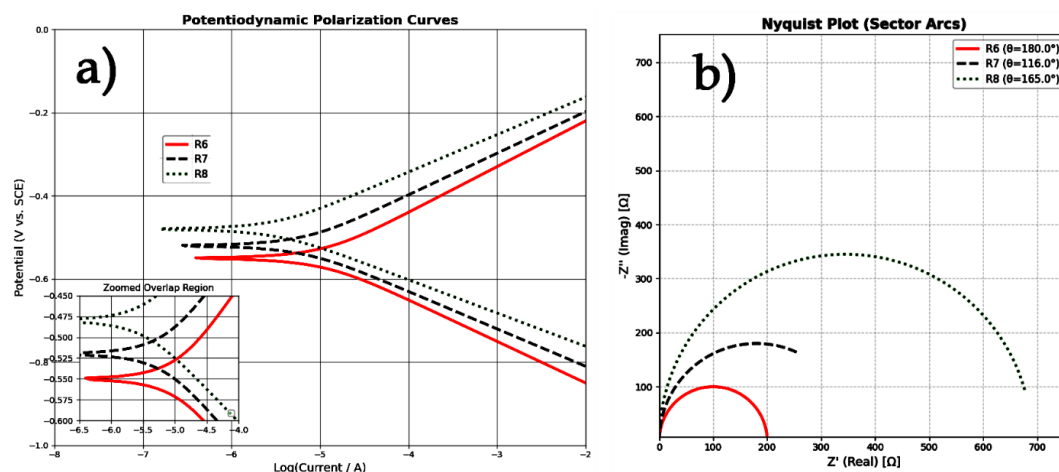 Potentiodynamic Polarization Curves
a)
0.0
−0.2
−0.4
−0.6
−0.8
−1.0
Potential (V vs. SCE)
R6
R7
R8
Zoomed Overlap Region
−0.450
−0.475
−0.500
−0.525
−0.550
−0.575
−0.600
−6.5 −6.0 −5.5 −5.0 −4.5 −4.0
−8 −7 −6 −5 −4 −3 −2
Log(Current / A)
Nyquist Plot (Sector Arcs)
b)
R6 (θ=180.0°)
R7 (θ=116.0°)
R8 (θ=165.0°)
700
600
500
400
300
200
100
-Z'' (Imag) [Ω]
0 100 200 300 400 500 600 700
Z' (Real) [Ω]